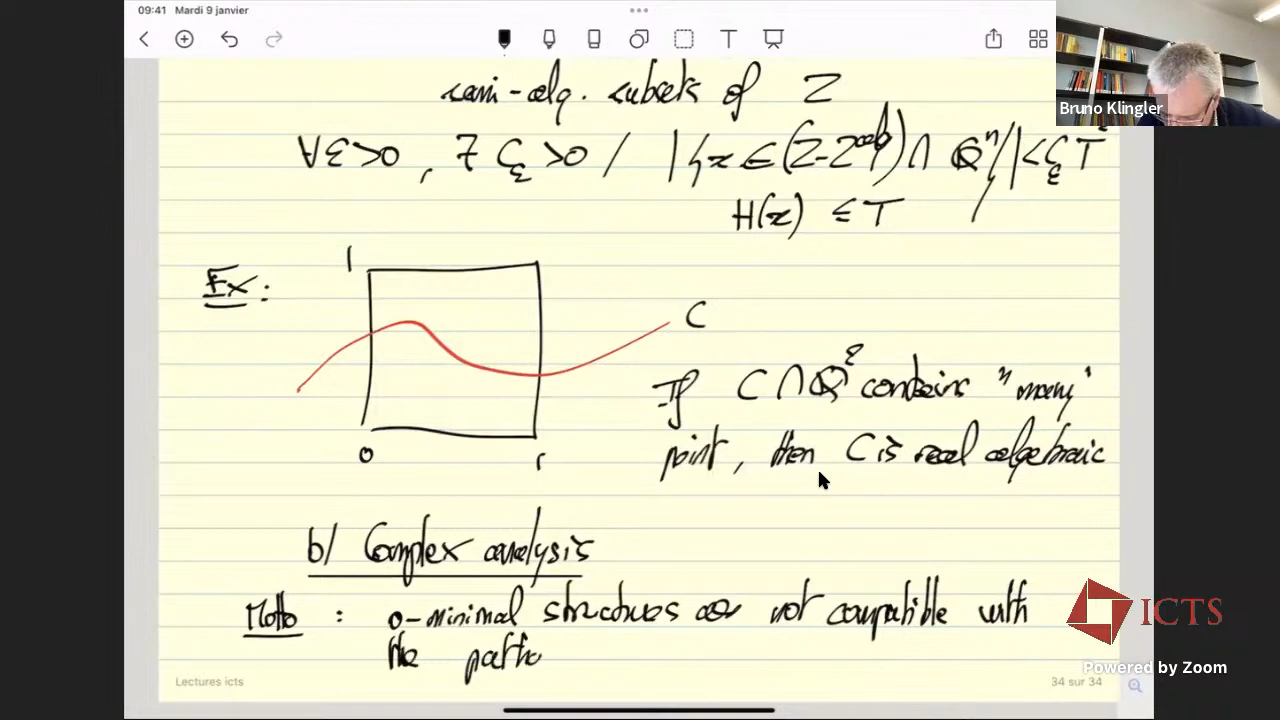 09:41 Mardi 9 janvier
Bruno Klingler
semi-alg. subsets of Z
∀ε>0, ∃ C_ε>0 / |{x ∈ (Z-Z^{alg}) ∩ Q^n}| < C_ε T^ε
H(x) ≤ T
Ex:
1
C
If C ∩ Q^2 contains "many"
point, then C is real algebraic
0 1
b/ Complex analysis
Motto : o-minimal structures are not compatible with
the patho
ICTS
Powered by Zoom
Lectures icts 34 sur 34